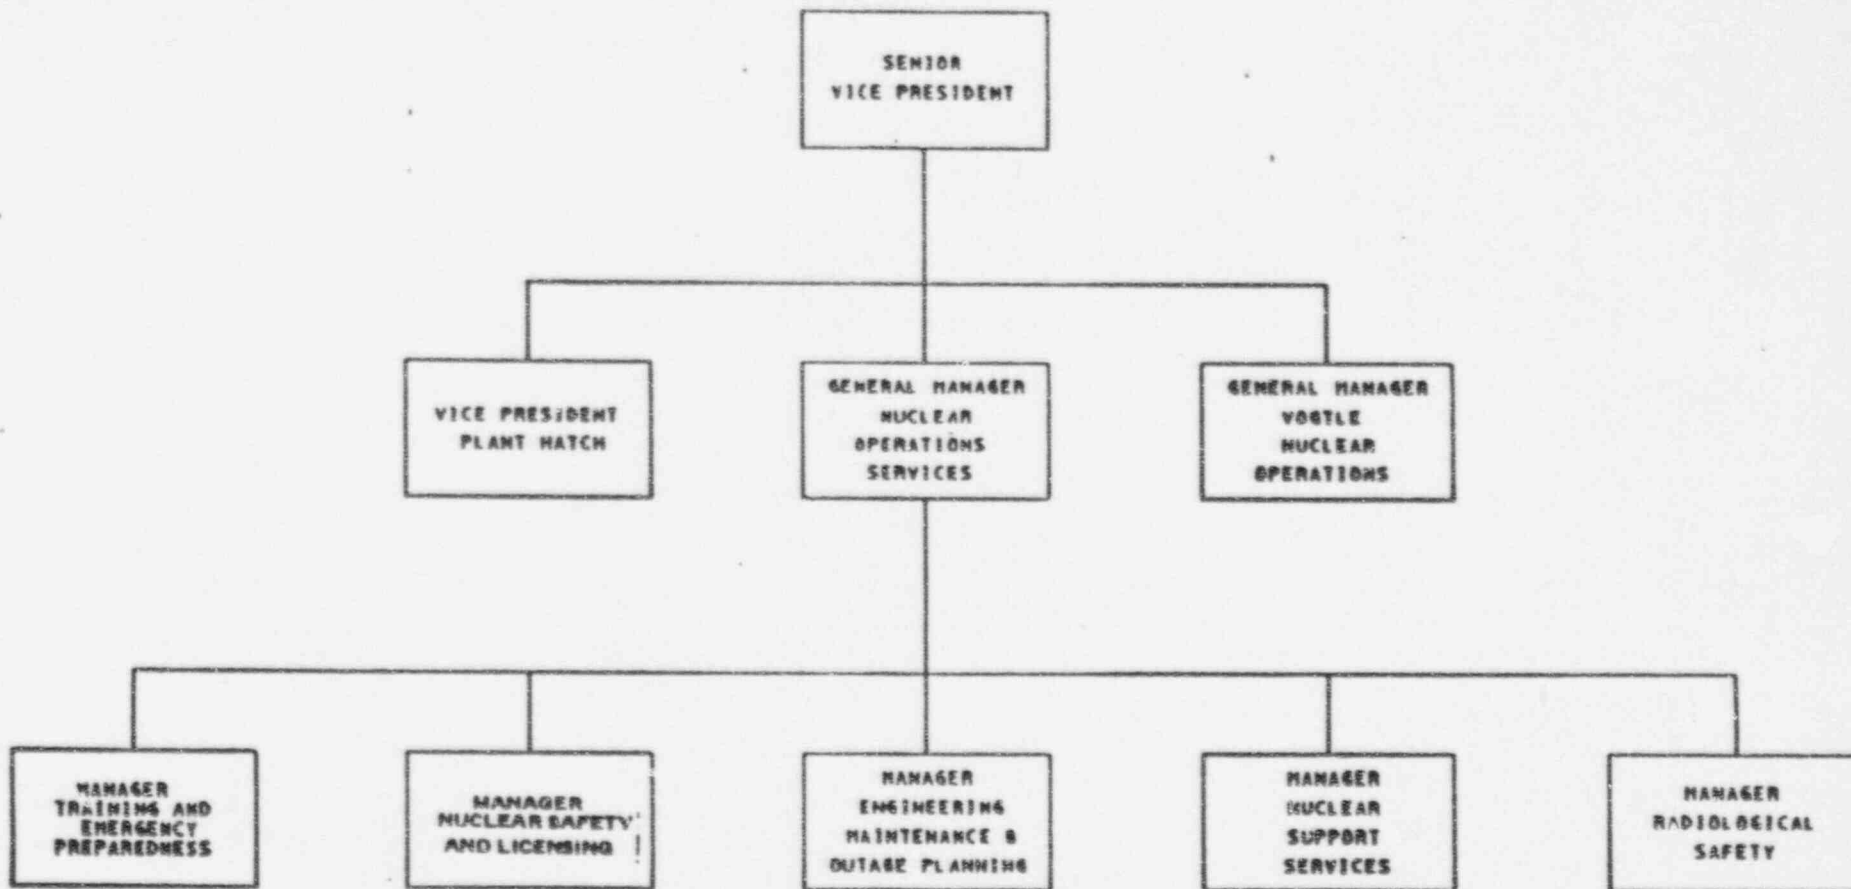 SENIOR
VICE PRESIDENT
VICE PRESIDENT
PLANT HATCH
GENERAL MANAGER
NUCLEAR
OPERATIONS
SERVICES
GENERAL MANAGER
VOGTLE
NUCLEAR
OPERATIONS
MANAGER
TRAINING AND
EMERGENCY
PREPAREDNESS
MANAGER
NUCLEAR SAFETY
AND LICENSING
MANAGER
ENGINEERING
MAINTENANCE &
OUTAGE PLANNING
MANAGER
NUCLEAR
SUPPORT
SERVICES
MANAGER
RADIOLOGICAL
SAFETY